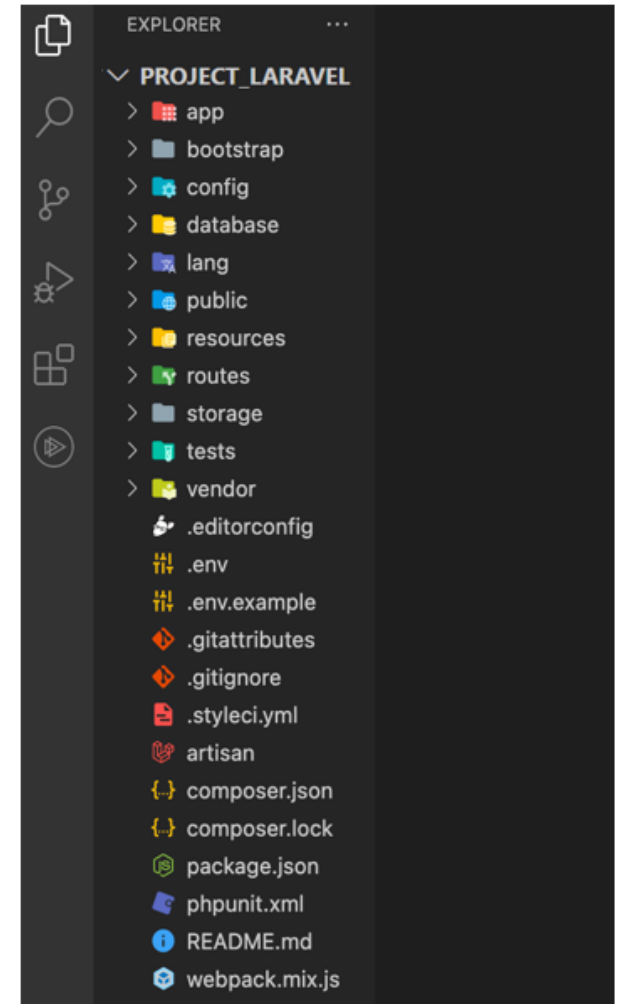 EXPLORER
PROJECT_LARAVEL
app
bootstrap
config
database
lang
public
resources
routes
storage
tests
vendor
.editorconfig
.env
.env.example
.gitattributes
.gitignore
.styleci.yml
artisan
composer.json
composer.lock
package.json
phpunit.xml
README.md
webpack.mix.js